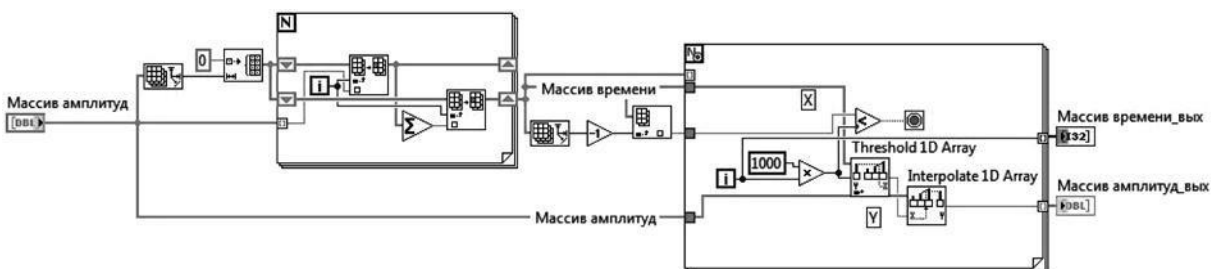 Массив амплитуд
[DBL]
0
N
i
Σ
Массив времени
-1
N
X
<
i
1000
×
Threshold 1D Array
Interpolate 1D Array
Y
Массив времени_вых
I32]
Массив амплитуд_вых
[DBL]
Массив амплитуд